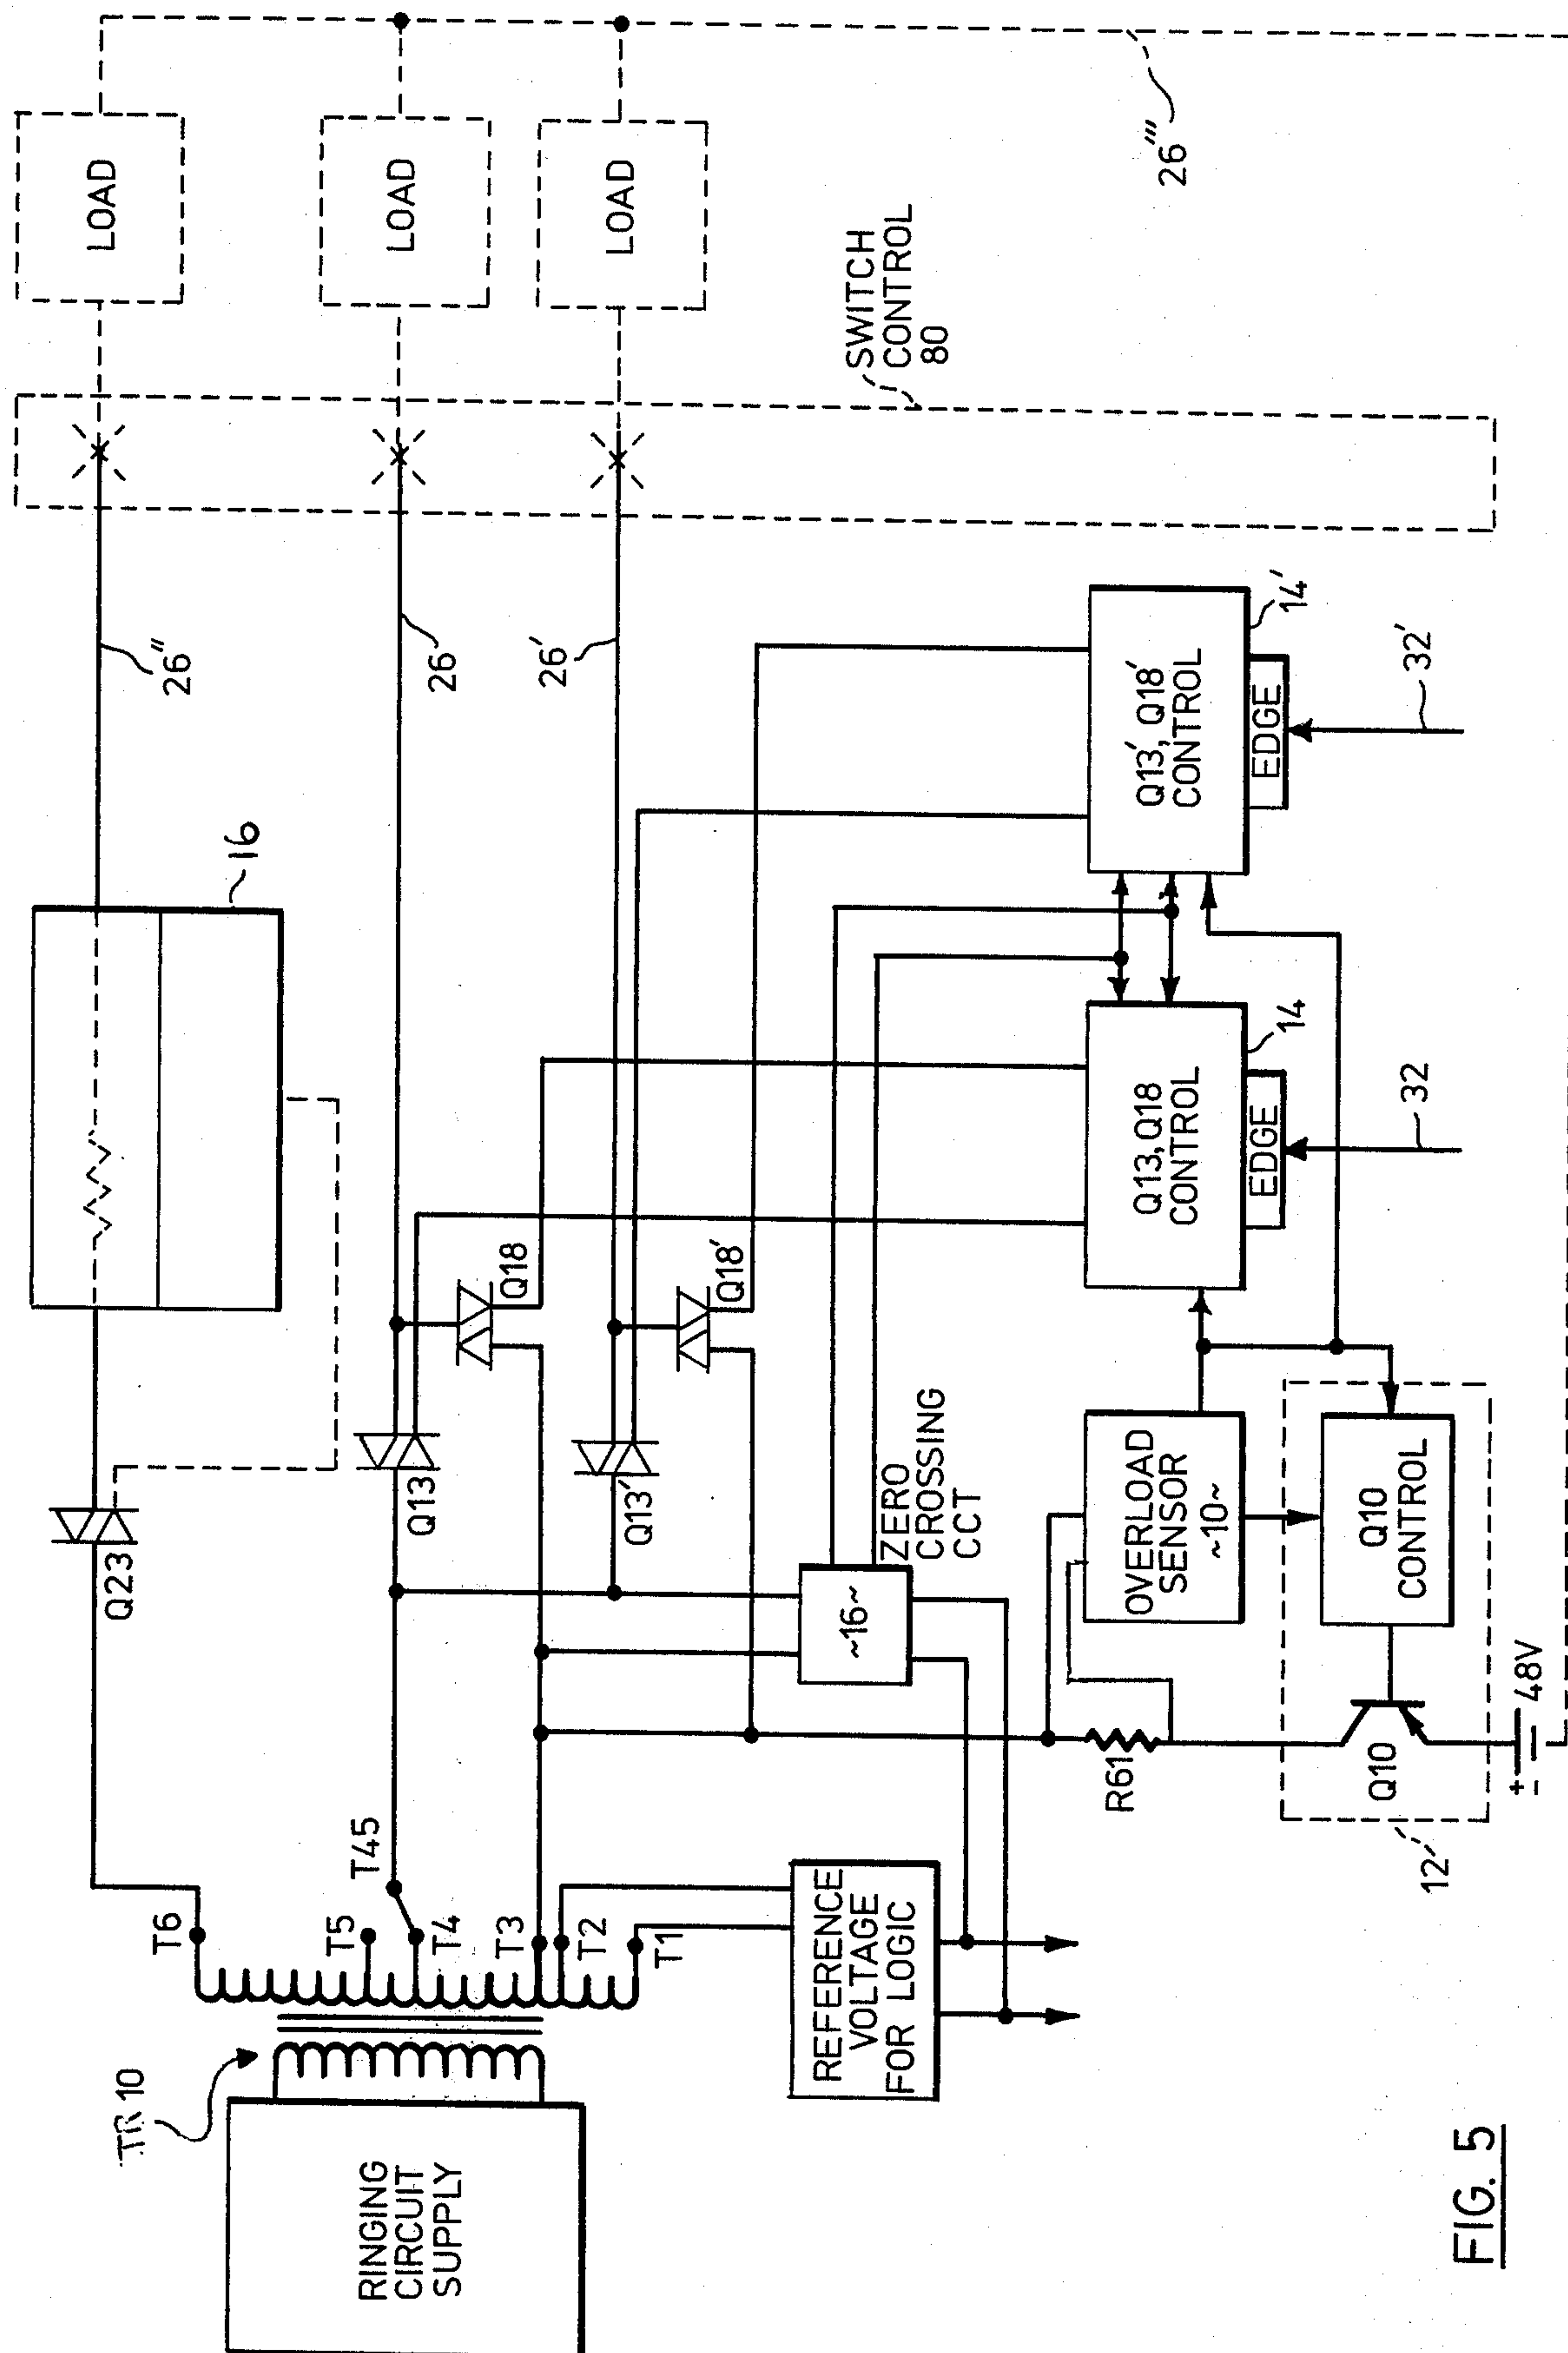 RINGING
CIRCUIT
SUPPLY
TR 10
T6
T5
T45
T4
T3
T2
T1
REFERENCE
VOLTAGE
FOR LOGIC
Q23
16
26"
LOAD
Q13
Q18
26
LOAD
Q13'
Q18'
26'
LOAD
~16~
ZERO
CROSSING
CCT
SWITCH
CONTROL
80
26'''
R61
OVERLOAD
SENSOR
~10~
Q13, Q18
CONTROL
14
EDGE
32
Q13', Q18'
CONTROL
14'
EDGE
32'
Q10
CONTROL
Q10
12'
+
-
48V
FIG. 5